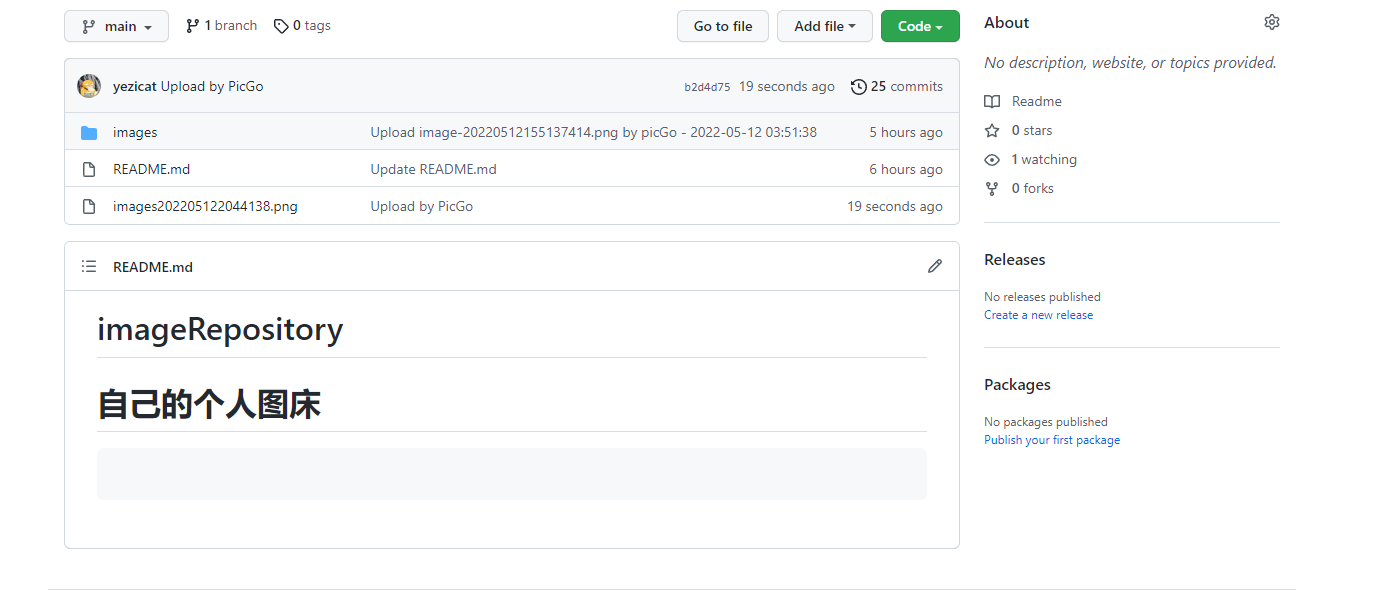 main
1 branch
0 tags
Go to file
Add file
Code
yezicat Upload by PicGo
b2d4d75 19 seconds ago
25 commits
images
Upload image-20220512155137414.png by picGo - 2022-05-12 03:51:38
5 hours ago
README.md
Update README.md
6 hours ago
images202205122044138.png
Upload by PicGo
19 seconds ago
README.md
imageRepository
自己的个人图床
About
No description, website, or topics provided.
Readme
0 stars
1 watching
0 forks
Releases
No releases published
Create a new release
Packages
No packages published
Publish your first package